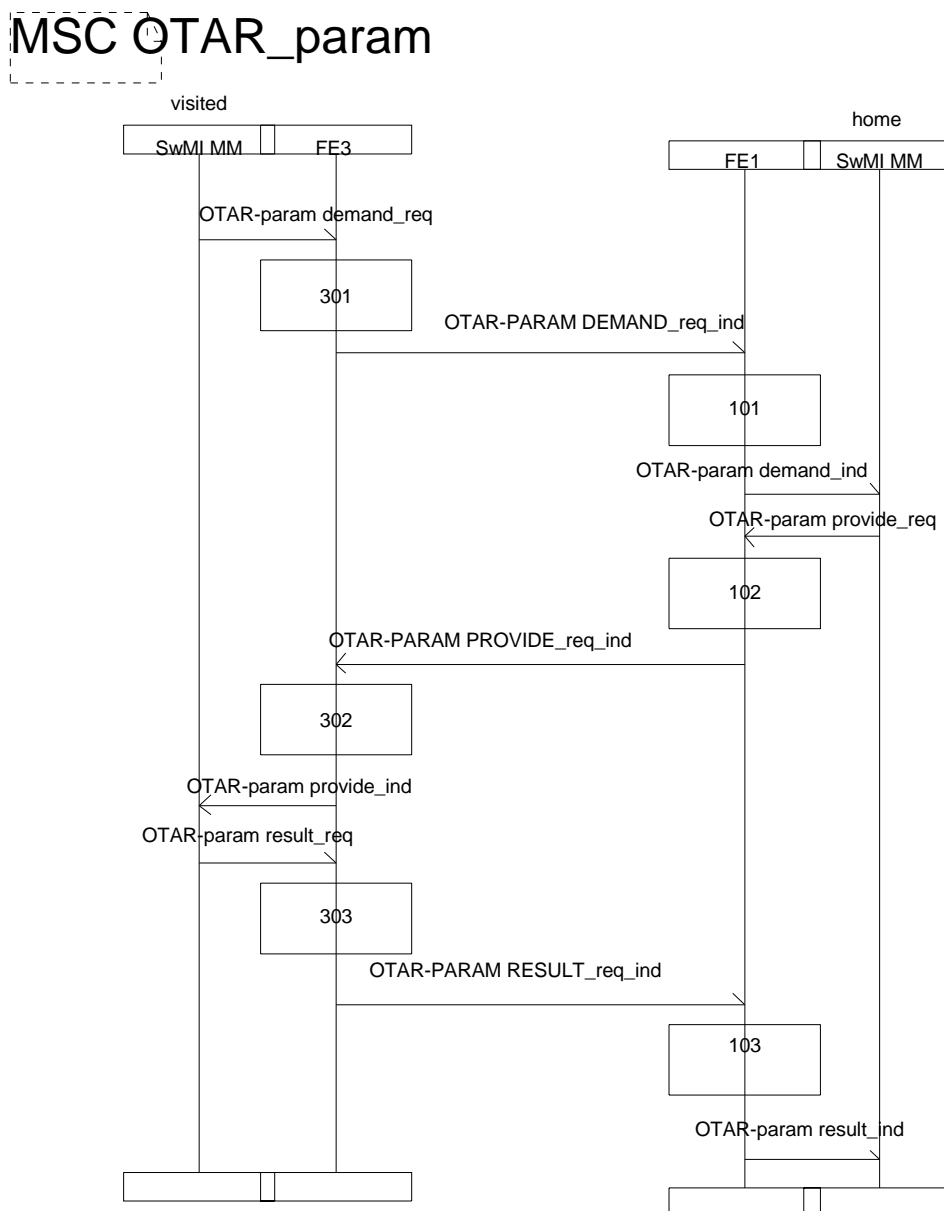 MSC OTAR_param
visited
home
SwMI MM
FE3
FE1
SwMI MM
OTAR-param demand_req
301
OTAR-PARAM DEMAND_req_ind
101
OTAR-param demand_ind
OTAR-param provide_req
102
OTAR-PARAM PROVIDE_req_ind
302
OTAR-param provide_ind
OTAR-param result_req
303
OTAR-PARAM RESULT_req_ind
103
OTAR-param result_ind